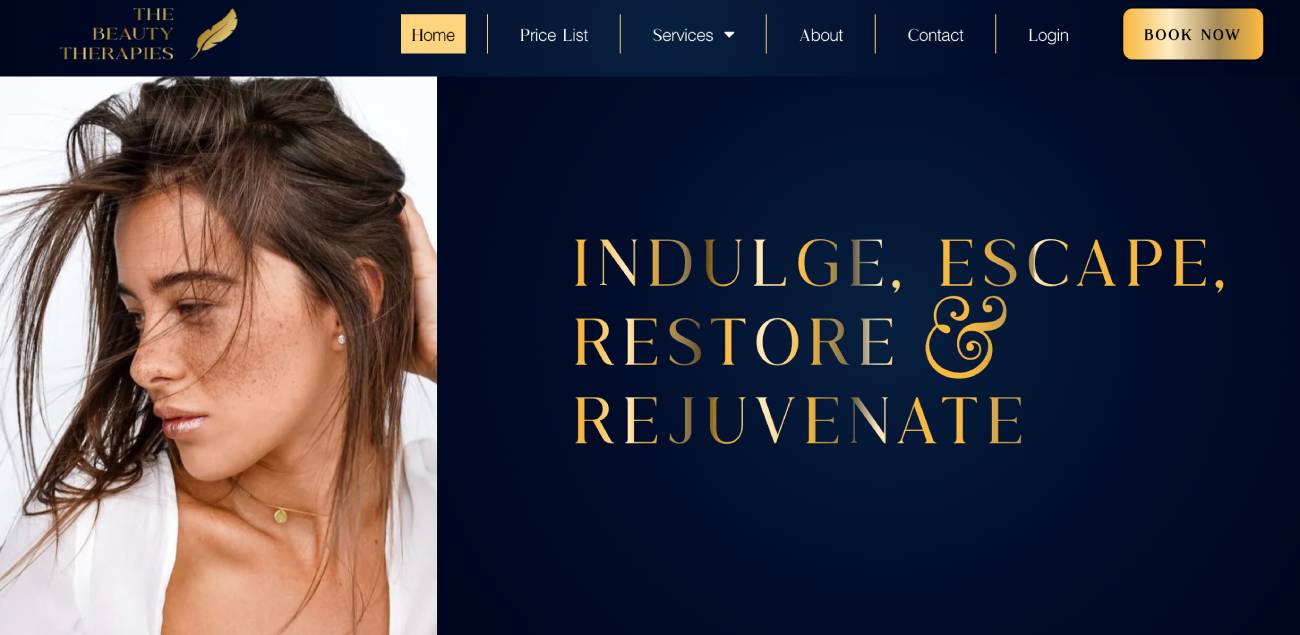 THE
BEAUTY
THERAPIES
Home
Price List
Services
About
Contact
Login
BOOK NOW
INDULGE, ESCAPE,
RESTORE &
REJUVENATE